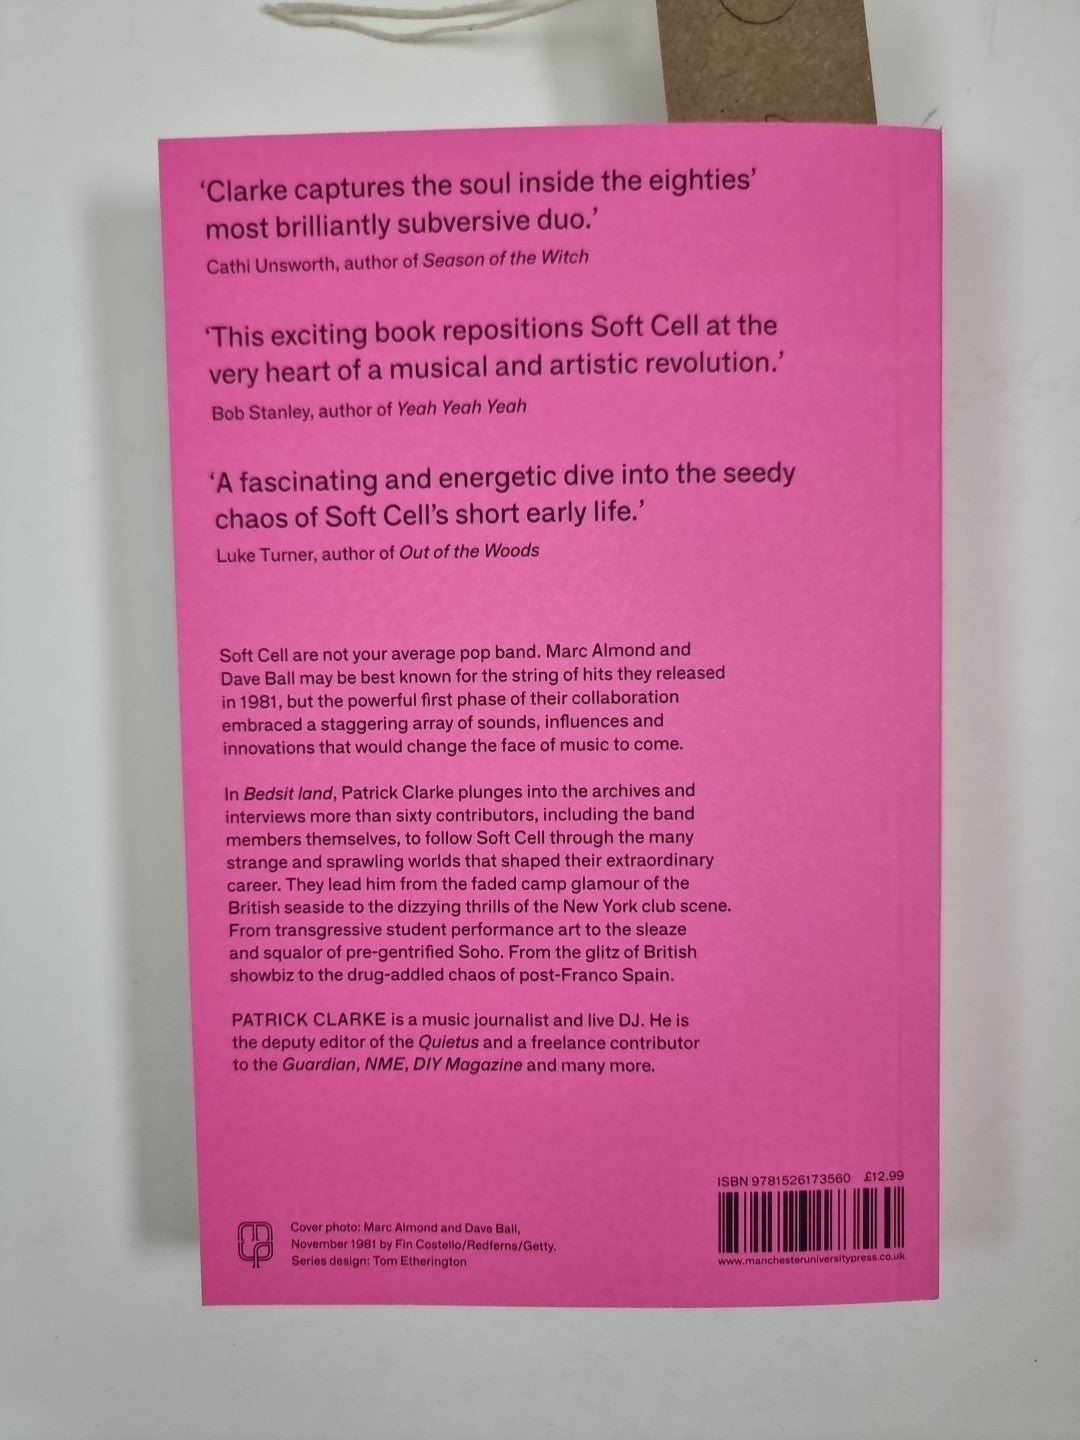 ‘Clarke captures the soul inside the eighties’
most brilliantly subversive duo.’
Cathi Unsworth, author of Season of the Witch
‘This exciting book repositions Soft Cell at the
very heart of a musical and artistic revolution.’
Bob Stanley, author of Yeah Yeah Yeah
‘A fascinating and energetic dive into the seedy
chaos of Soft Cell’s short early life.’
Luke Turner, author of Out of the Woods
Soft Cell are not your average pop band. Marc Almond and
Dave Ball may be best known for the string of hits they released
in 1981, but the powerful first phase of their collaboration
embraced a staggering array of sounds, influences and
innovations that would change the face of music to come.
In Bedsit land, Patrick Clarke plunges into the archives and
interviews more than sixty contributors, including the band
members themselves, to follow Soft Cell through the many
strange and sprawling worlds that shaped their extraordinary
career. They lead him from the faded camp glamour of the
British seaside to the dizzying thrills of the New York club scene.
From transgressive student performance art to the sleaze
and squalor of pre-gentrified Soho. From the glitz of British
showbiz to the drug-addled chaos of post-Franco Spain.
PATRICK CLARKE is a music journalist and live DJ. He is
the deputy editor of the Quietus and a freelance contributor
to the Guardian, NME, DIY Magazine and many more.
ISBN 9781526173560 £12.99
www.manchesteruniversitypress.co.uk
mup
Cover photo: Marc Almond and Dave Ball,
November 1981 by Fin Costello/Redferns/Getty.
Series design: Tom Etherington